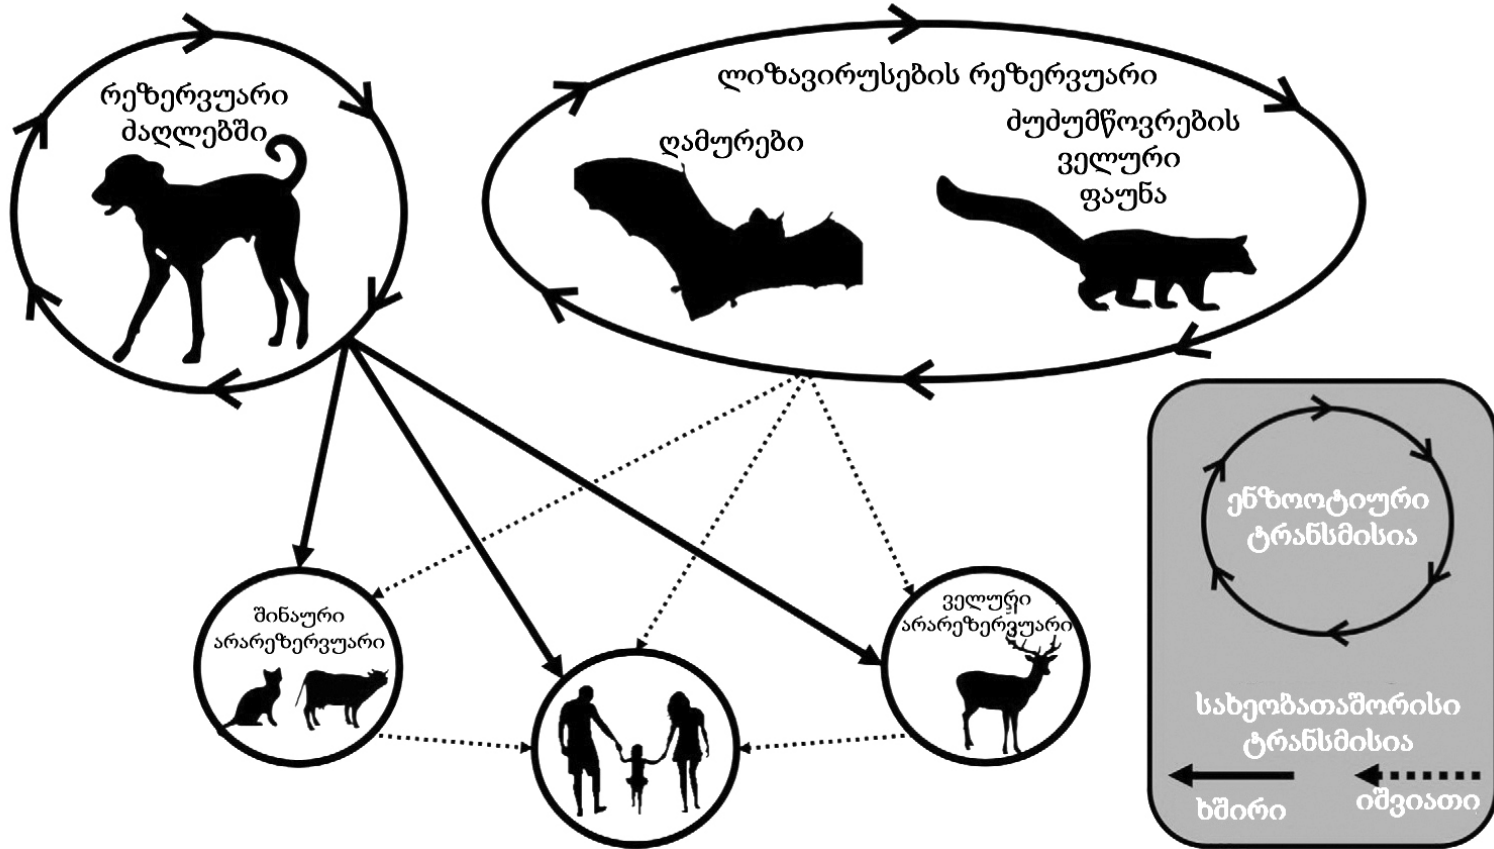 რეზერვუარი
ძაღლებში
ლიზავირუსების რეზერვუარი
ღამურები
ძუძუმწოვრების
ველური
ფაუნა
შინაური
არარეზერვუარი
ველური
არარეზერვუარი
ენზოოტიური
ტრანსმისია
სახეობათაშორისი
ტრანსმისია
ხშირი
იშვიათი